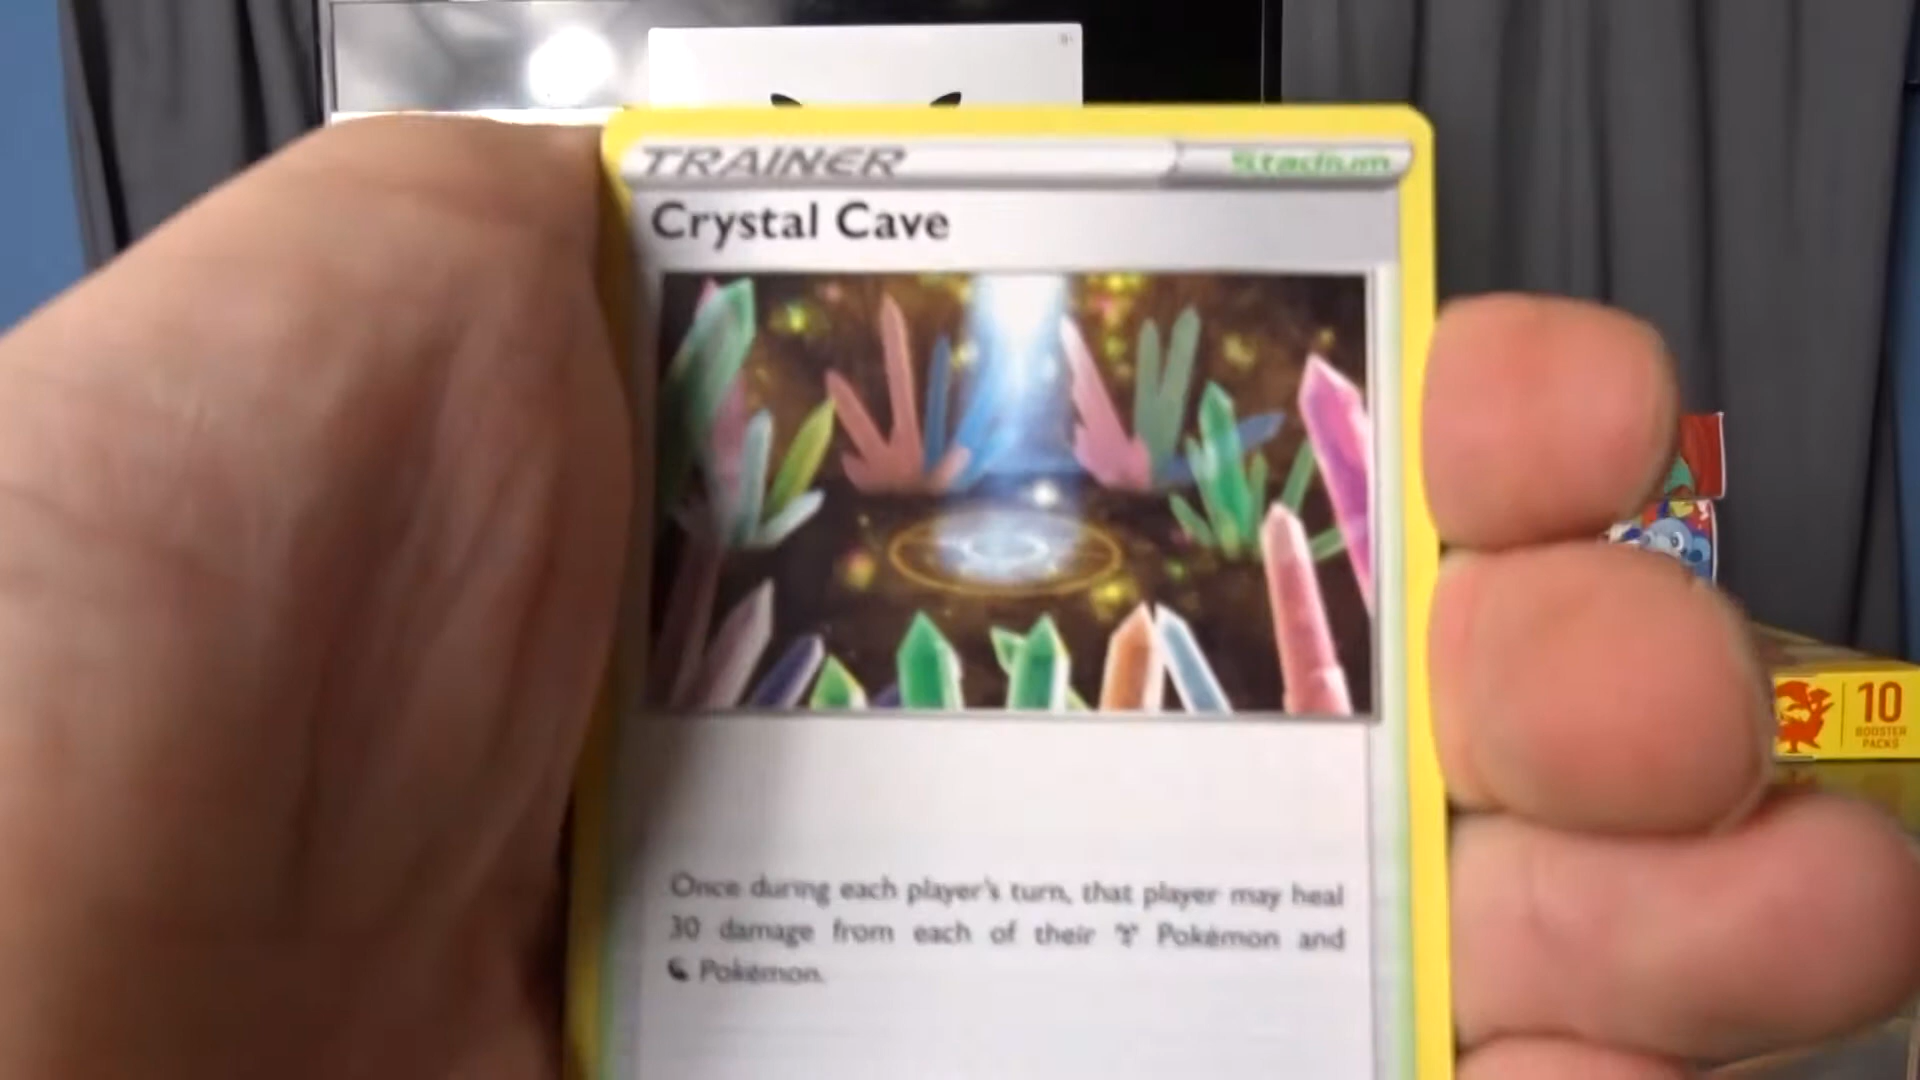 TRAINER
Stadium
Crystal Cave
Once during each player's turn, that player may heal
30 damage from each of their Pokémon and
Pokémon.
10
BOOSTER
PACKS